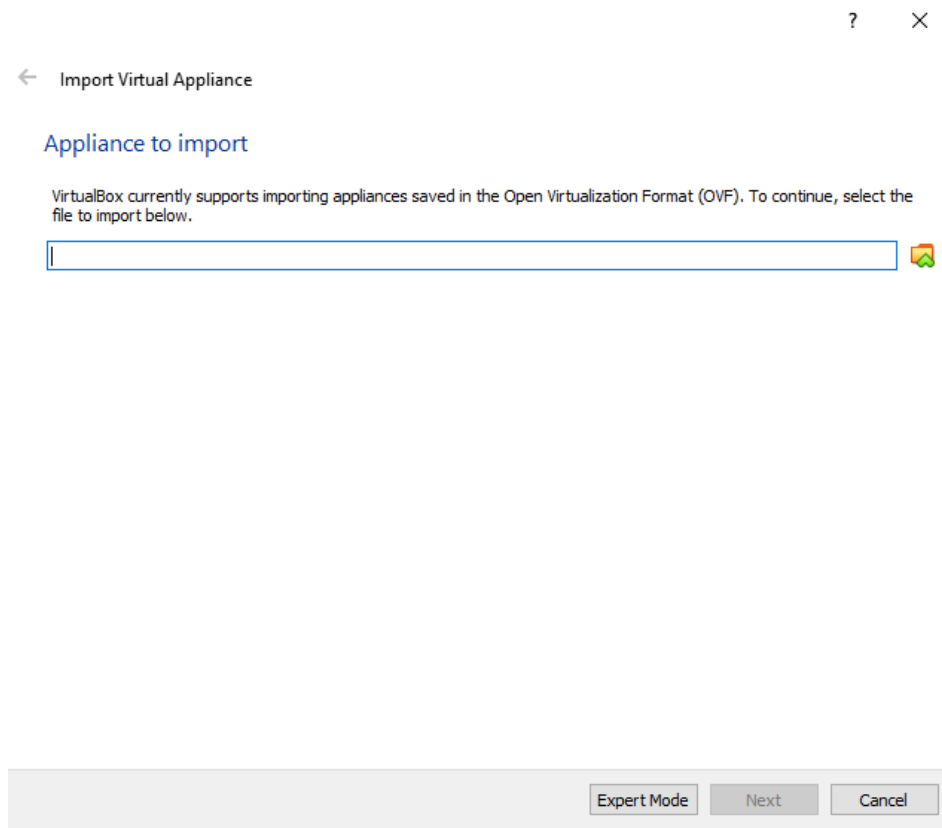 ?
Import Virtual Appliance
Appliance to import
VirtualBox currently supports importing appliances saved in the Open Virtualization Format (OVF). To continue, select the
file to import below.
Expert Mode Next Cancel